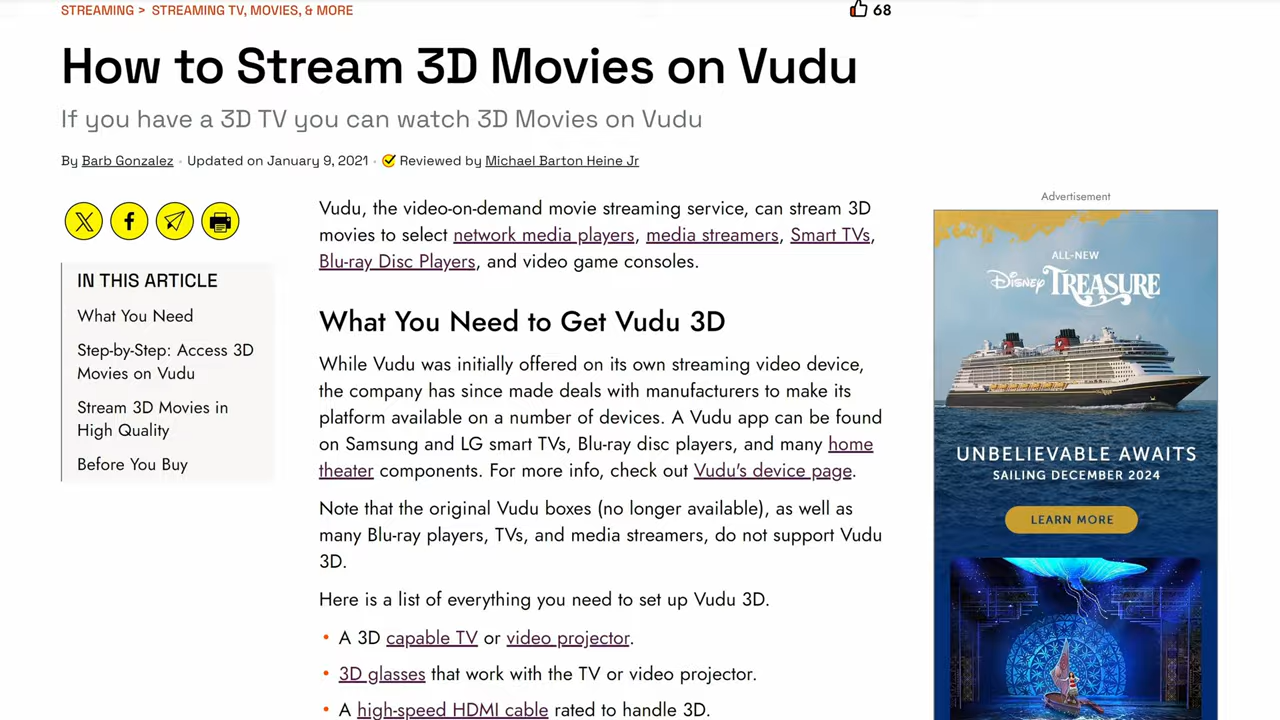 STREAMING > STREAMING TV, MOVIES, & MORE
68
How to Stream 3D Movies on Vudu
If you have a 3D TV you can watch 3D Movies on Vudu
By Barb Gonzalez · Updated on January 9, 2021 · Reviewed by Michael Barton Heine Jr
IN THIS ARTICLE
What You Need
Step-by-Step: Access 3D
Movies on Vudu
Stream 3D Movies in
High Quality
Before You Buy
Vudu, the video-on-demand movie streaming service, can stream 3D
movies to select network media players, media streamers, Smart TVs,
Blu-ray Disc Players, and video game consoles.
What You Need to Get Vudu 3D
While Vudu was initially offered on its own streaming video device,
the company has since made deals with manufacturers to make its
platform available on a number of devices. A Vudu app can be found
on Samsung and LG smart TVs, Blu-ray disc players, and many home
theater components. For more info, check out Vudu's device page.
Note that the original Vudu boxes (no longer available), as well as
many Blu-ray players, TVs, and media streamers, do not support Vudu
3D.
Here is a list of everything you need to set up Vudu 3D.
• A 3D capable TV or video projector.
• 3D glasses that work with the TV or video projector.
• A high-speed HDMI cable rated to handle 3D.
Advertisement
ALL-NEW
Disney TREASURE
UNBELIEVABLE AWAITS
SAILING DECEMBER 2024
LEARN MORE